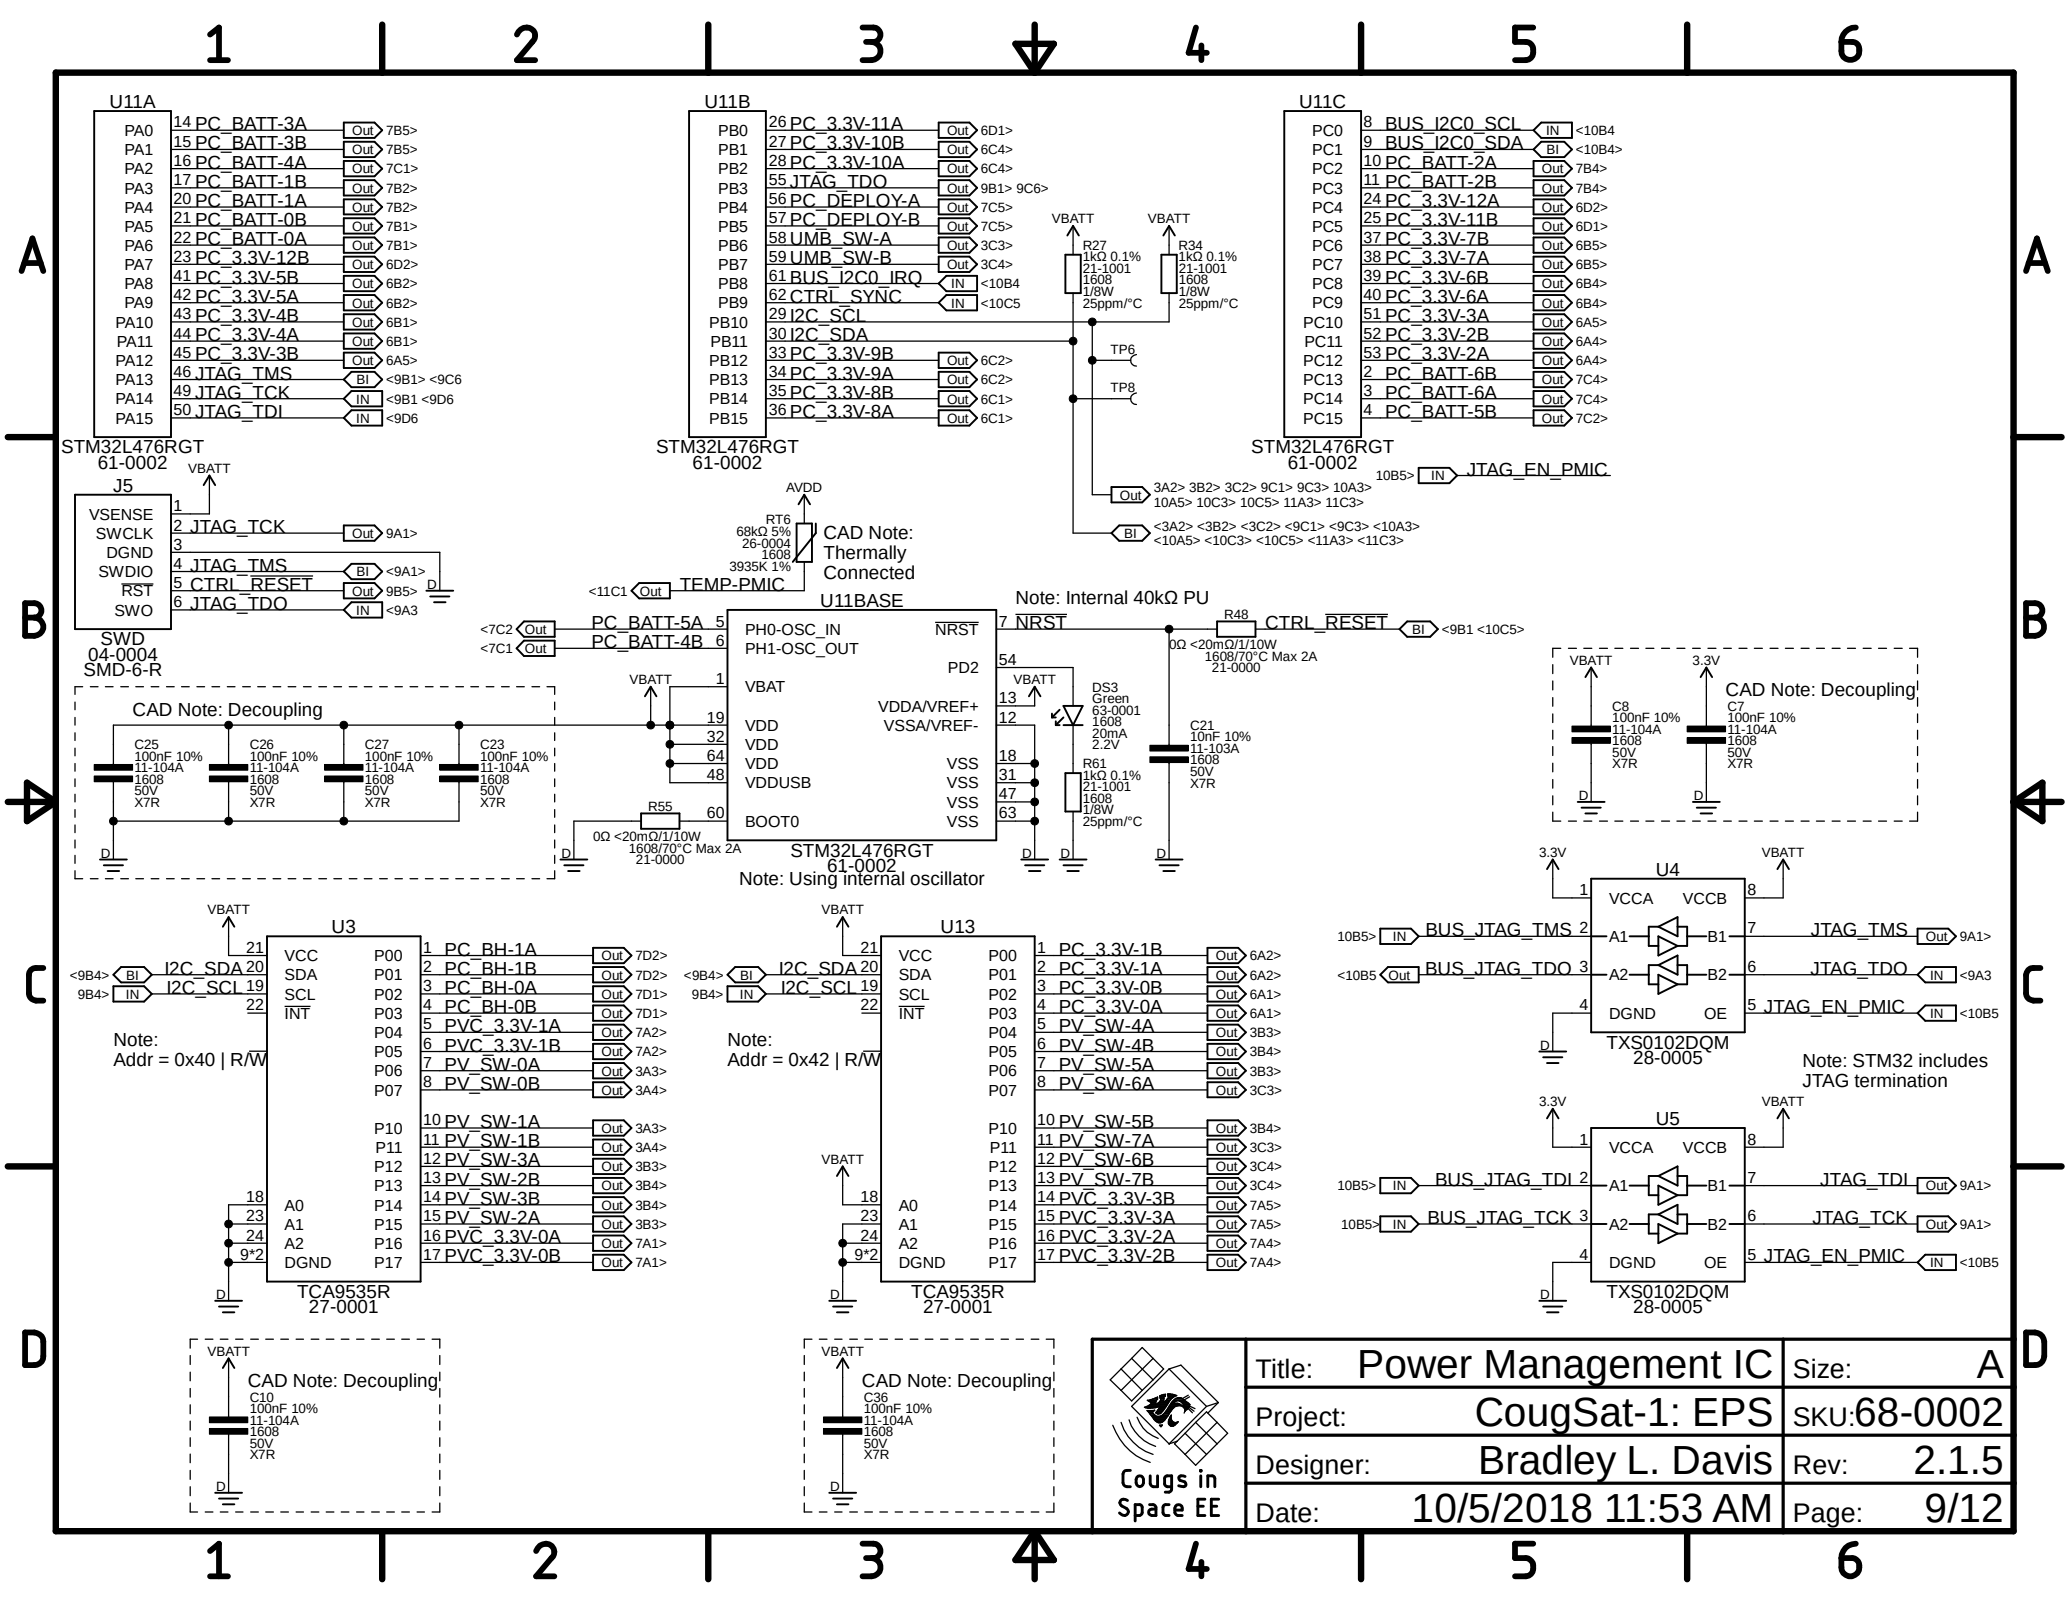 1 2 3 4 5 6
A
B
C
D
U11A
PA0 14 PC_BATT-3A Out 7B5>
PA1 15 PC_BATT-3B Out 7B5>
PA2 16 PC_BATT-4A Out 7C1>
PA3 17 PC_BATT-1B Out 7B2>
PA4 20 PC_BATT-1A Out 7B2>
PA5 21 PC_BATT-0B Out 7B1>
PA6 22 PC_BATT-0A Out 7B1>
PA7 23 PC_3.3V-12B Out 6D2>
PA8 41 PC_3.3V-5B Out 6B2>
PA9 42 PC_3.3V-5A Out 6B2>
PA10 43 PC_3.3V-4B Out 6B1>
PA11 44 PC_3.3V-4A Out 6B1>
PA12 45 PC_3.3V-3B Out 6A5>
PA13 46 JTAG_TMS BI <9B1> <9C6
PA14 49 JTAG_TCK IN <9B1 <9D6
PA15 50 JTAG_TDI IN <9D6
STM32L476RGT
61-0002
U11B
PB0 26 PC_3.3V-11A Out 6D1>
PB1 27 PC_3.3V-10B Out 6C4>
PB2 28 PC_3.3V-10A Out 6C4>
PB3 55 JTAG_TDO Out 9B1> 9C6>
PB4 56 PC_DEPLOY-A Out 7C5>
PB5 57 PC_DEPLOY-B Out 7C5>
PB6 58 UMB_SW-A Out 3C3>
PB7 59 UMB_SW-B Out 3C4>
PB8 61 BUS_I2C0_IRQ IN <10B4
PB9 62 CTRL_SYNC IN <10C5
PB10 29 I2C_SCL
PB11 30 I2C_SDA
PB12 33 PC_3.3V-9B Out 6C2>
PB13 34 PC_3.3V-9A Out 6C2>
PB14 35 PC_3.3V-8B Out 6C1>
PB15 36 PC_3.3V-8A Out 6C1>
STM32L476RGT
61-0002
VBATT
R27
1kΩ 0.1%
21-1001
1608
1/8W
25ppm/°C
VBATT
R34
1kΩ 0.1%
21-1001
1608
1/8W
25ppm/°C
TP6
TP8
Out 3A2> 3B2> 3C2> 9C1> 9C3> 10A3>
10A5> 10C3> 10C5> 11A3> 11C3>
BI <3A2> <3B2> <3C2> <9C1> <9C3> <10A3>
<10A5> <10C3> <10C5> <11A3> <11C3>
U11C
PC0 8 BUS_I2C0_SCL IN <10B4
PC1 9 BUS_I2C0_SDA BI <10B4>
PC2 10 PC_BATT-2A Out 7B4>
PC3 11 PC_BATT-2B Out 7B4>
PC4 24 PC_3.3V-12A Out 6D2>
PC5 25 PC_3.3V-11B Out 6D1>
PC6 37 PC_3.3V-7B Out 6B5>
PC7 38 PC_3.3V-7A Out 6B5>
PC8 39 PC_3.3V-6B Out 6B4>
PC9 40 PC_3.3V-6A Out 6B4>
PC10 51 PC_3.3V-3A Out 6A5>
PC11 52 PC_3.3V-2B Out 6A4>
PC12 53 PC_3.3V-2A Out 6A4>
PC13 2 PC_BATT-6B Out 7C4>
PC14 3 PC_BATT-6A Out 7C4>
PC15 4 PC_BATT-5B Out 7C2>
STM32L476RGT
61-0002
10B5> IN JTAG_EN_PMIC
VBATT
J5
VSENSE 1
SWCLK 2 JTAG_TCK Out 9A1>
DGND 3
SWDIO 4 JTAG_TMS BI <9A1>
RST 5 CTRL_RESET Out 9B5> D
SWO 6 JTAG_TDO IN <9A3
SWD
04-0004
SMD-6-R
AVDD
RT6
68kΩ 5%
26-0004
1608
3935K 1%
CAD Note:
Thermally
Connected
<11C1 Out TEMP-PMIC
U11BASE
<7C2 Out PC_BATT-5A 5 PH0-OSC_IN
<7C1 Out PC_BATT-4B 6 PH1-OSC_OUT
VBATT
1 VBAT
19 VDD
32 VDD
64 VDD
48 VDDUSB
60 BOOT0
NRST 7 NRST
PD2 54
VDDA/VREF+ 13 VBATT
VSSA/VREF- 12
VSS 18
VSS 31
VSS 47
VSS 63
D
STM32L476RGT
61-0002
Note: Using internal oscillator
R55
0Ω <20mΩ/1/10W
1608/70°C Max 2A
21-0000
D
Note: Internal 40kΩ PU
R48
0Ω <20mΩ/1/10W
1608/70°C Max 2A
21-0000
CTRL_RESET BI <9B1 <10C5>
DS3
Green
63-0001
1608
20mA
2.2V
R61
1kΩ 0.1%
21-1001
1608
1/8W
25ppm/°C
D
C21
10nF 10%
11-103A
1608
50V
X7R
D
CAD Note: Decoupling
C25
100nF 10%
11-104A
1608
50V
X7R
C26
100nF 10%
11-104A
1608
50V
X7R
C27
100nF 10%
11-104A
1608
50V
X7R
C23
100nF 10%
11-104A
1608
50V
X7R
D
VBATT
C8
100nF 10%
11-104A
1608
50V
X7R
D
3.3V
CAD Note: Decoupling
C7
100nF 10%
11-104A
1608
50V
X7R
D
VBATT
U3
21 VCC
<9B4> BI I2C_SDA 20 SDA
9B4> IN I2C_SCL 19 SCL
22 INT
Note:
Addr = 0x40 | R/W
P00 1 PC_BH-1A Out 7D2>
P01 2 PC_BH-1B Out 7D2>
P02 3 PC_BH-0A Out 7D1>
P03 4 PC_BH-0B Out 7D1>
P04 5 PVC_3.3V-1A Out 7A2>
P05 6 PVC_3.3V-1B Out 7A2>
P06 7 PV_SW-0A Out 3A3>
P07 8 PV_SW-0B Out 3A4>
P10 10 PV_SW-1A Out 3A3>
P11 11 PV_SW-1B Out 3A4>
P12 12 PV_SW-3A Out 3B3>
P13 13 PV_SW-2B Out 3B4>
P14 14 PV_SW-3B Out 3B4>
P15 15 PV_SW-2A Out 3B3>
P16 16 PVC_3.3V-0A Out 7A1>
P17 17 PVC_3.3V-0B Out 7A1>
18 A0
23 A1
24 A2
9*2 DGND
D
TCA9535R
27-0001
VBATT
U13
21 VCC
<9B4> BI I2C_SDA 20 SDA
9B4> IN I2C_SCL 19 SCL
22 INT
Note:
Addr = 0x42 | R/W
P00 1 PC_3.3V-1B Out 6A2>
P01 2 PC_3.3V-1A Out 6A2>
P02 3 PC_3.3V-0B Out 6A1>
P03 4 PC_3.3V-0A Out 6A1>
P04 5 PV_SW-4A Out 3B3>
P05 6 PV_SW-4B Out 3B4>
P06 7 PV_SW-5A Out 3B3>
P07 8 PV_SW-6A Out 3C3>
P10 10 PV_SW-5B Out 3B4>
P11 11 PV_SW-7A Out 3C3>
P12 12 PV_SW-6B Out 3C4>
P13 13 PV_SW-7B Out 3C4>
P14 14 PVC_3.3V-3B Out 7A5>
P15 15 PVC_3.3V-3A Out 7A5>
P16 16 PVC_3.3V-2A Out 7A4>
P17 17 PVC_3.3V-2B Out 7A4>
VBATT
18 A0
23 A1
24 A2
9*2 DGND
D
TCA9535R
27-0001
3.3V
U4
VBATT
1 VCCA VCCB 8
10B5> IN BUS_JTAG_TMS 2 A1 B1 7 JTAG_TMS Out 9A1>
<10B5 Out BUS_JTAG_TDO 3 A2 B2 6 JTAG_TDO IN <9A3
4 DGND OE 5 JTAG_EN_PMIC IN <10B5
D
TXS0102DQM
28-0005
Note: STM32 includes
JTAG termination
3.3V
U5
VBATT
1 VCCA VCCB 8
10B5> IN BUS_JTAG_TDI 2 A1 B1 7 JTAG_TDI Out 9A1>
10B5> IN BUS_JTAG_TCK 3 A2 B2 6 JTAG_TCK Out 9A1>
4 DGND OE 5 JTAG_EN_PMIC IN <10B5
D
TXS0102DQM
28-0005
VBATT
CAD Note: Decoupling
C10
100nF 10%
11-104A
1608
50V
X7R
D
VBATT
CAD Note: Decoupling
C36
100nF 10%
11-104A
1608
50V
X7R
D
Cougs in
Space EE
Title: Power Management IC Size: A
Project: CougSat-1: EPS SKU: 68-0002
Designer: Bradley L. Davis Rev: 2.1.5
Date: 10/5/2018 11:53 AM Page: 9/12
A
B
C
D
1 2 3 4 5 6